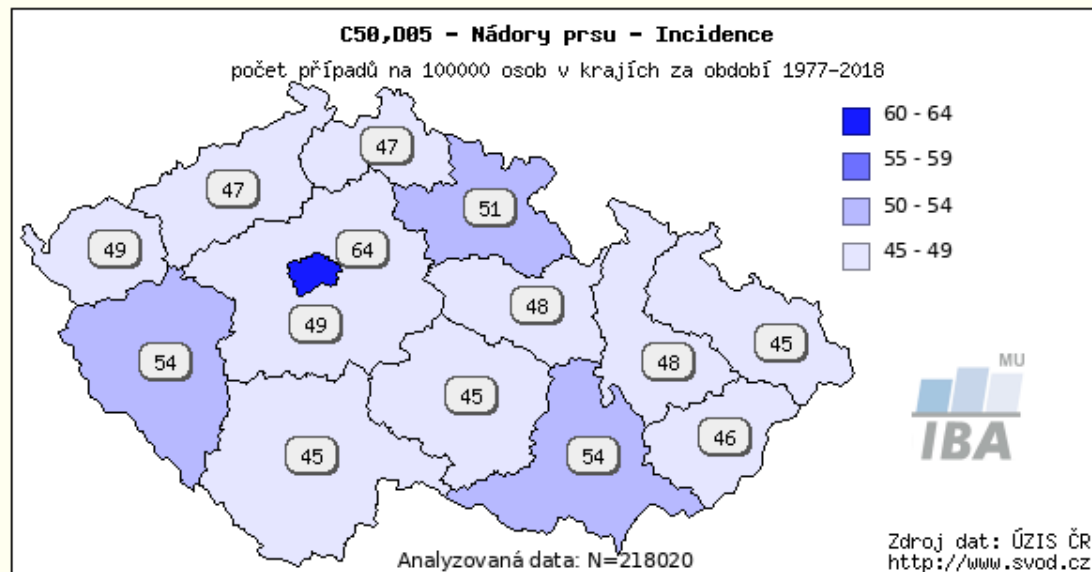 C50,D05 - Nádory prsu - Incidence
počet případů na 100000 osob v krajích za období 1977-2018
60 - 64
55 - 59
50 - 54
45 - 49
47
47
51
49
64
48
49
54
45
48
45
46
45
54
MU
IBA
Analyzovaná data: N=218020
Zdroj dat: ÚZIS ČR
http://www.svod.cz